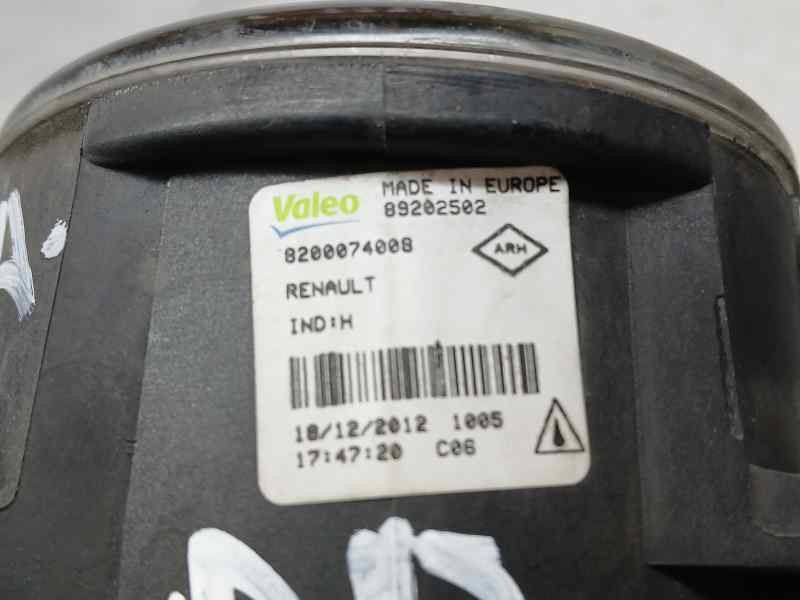 Valeo MADE IN EUROPE
89202502
8200074008
ARH
RENAULT
IND:H
18/12/2012 1005
17:47:20 C06